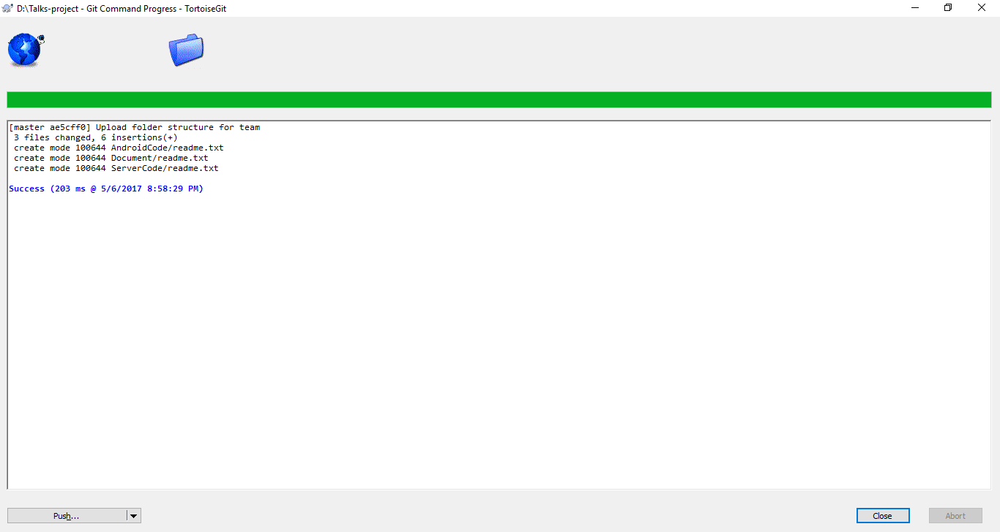 D:\Talks-project - Git Command Progress - TortoiseGit
[master ae5cff0] Upload folder structure for team
3 files changed, 6 insertions(+)
create mode 100644 AndroidCode/readme.txt
create mode 100644 Document/readme.txt
create mode 100644 ServerCode/readme.txt
Success (203 ms @ 5/6/2017 8:58:29 PM)
Push...
Close
Abort